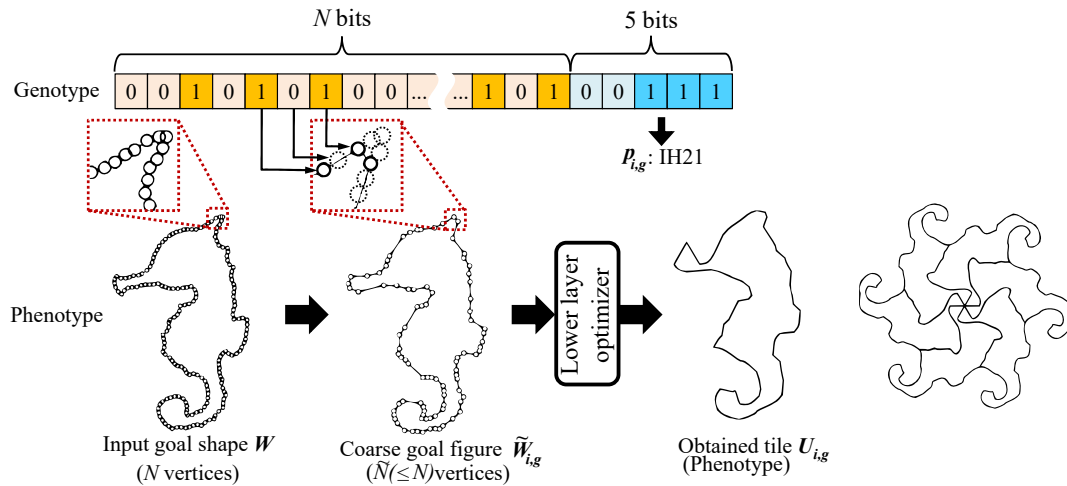 N bits
5 bits
Genotype
0 0 1 0 1 0 1 0 0 ... ... 1 0 1 0 0 1 1 1
p_{i,g}: IH21
Phenotype
Lower layer
optimizer
Input goal shape W
(N vertices)
Coarse goal figure W̃_{i,g}
(Ñ(≤ N)vertices)
Obtained tile U_{i,g}
(Phenotype)